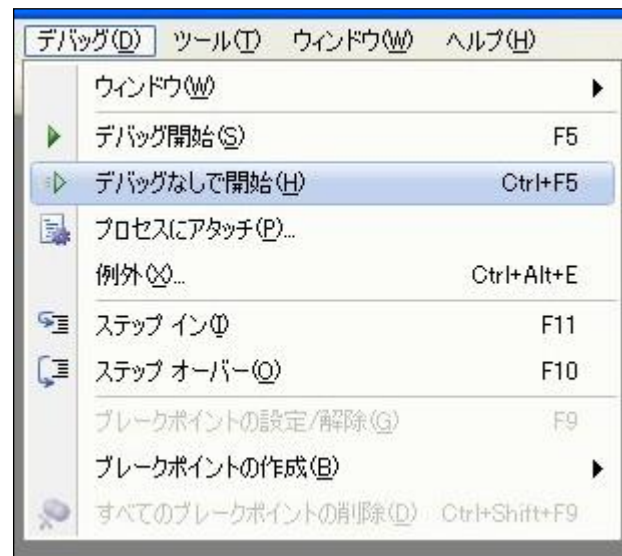 デバッグ(D) ツール(T) ウィンドウ(W) ヘルプ(H)
ウィンドウ(W)
デバッグ開始(S) F5
デバッグなしで開始(H) Ctrl+F5
プロセスにアタッチ(P)...
例外(X)... Ctrl+Alt+E
ステップ イン(I) F11
ステップ オーバー(O) F10
ブレークポイントの設定/解除(G) F9
ブレークポイントの作成(B)
すべてのブレークポイントの削除(D) Ctrl+Shift+F9